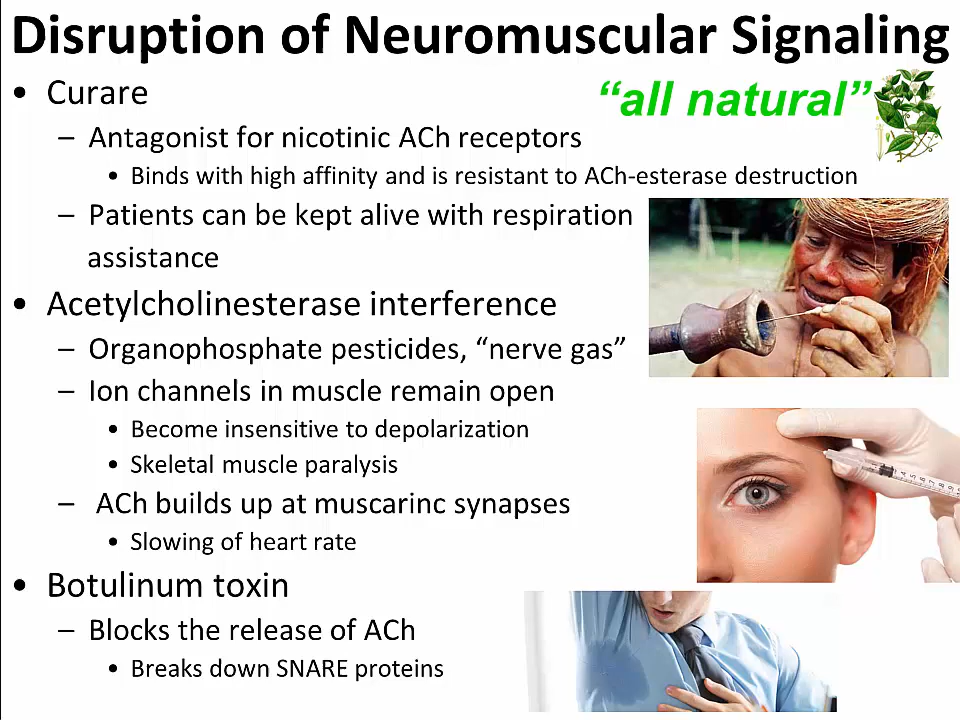 Disruption of Neuromuscular Signaling
• Curare
"all natural"
– Antagonist for nicotinic ACh receptors
• Binds with high affinity and is resistant to ACh-esterase destruction
– Patients can be kept alive with respiration
assistance
• Acetylcholinesterase interference
– Organophosphate pesticides, “nerve gas”
– Ion channels in muscle remain open
• Become insensitive to depolarization
• Skeletal muscle paralysis
– ACh builds up at muscarinc synapses
• Slowing of heart rate
• Botulinum toxin
– Blocks the release of ACh
• Breaks down SNARE proteins